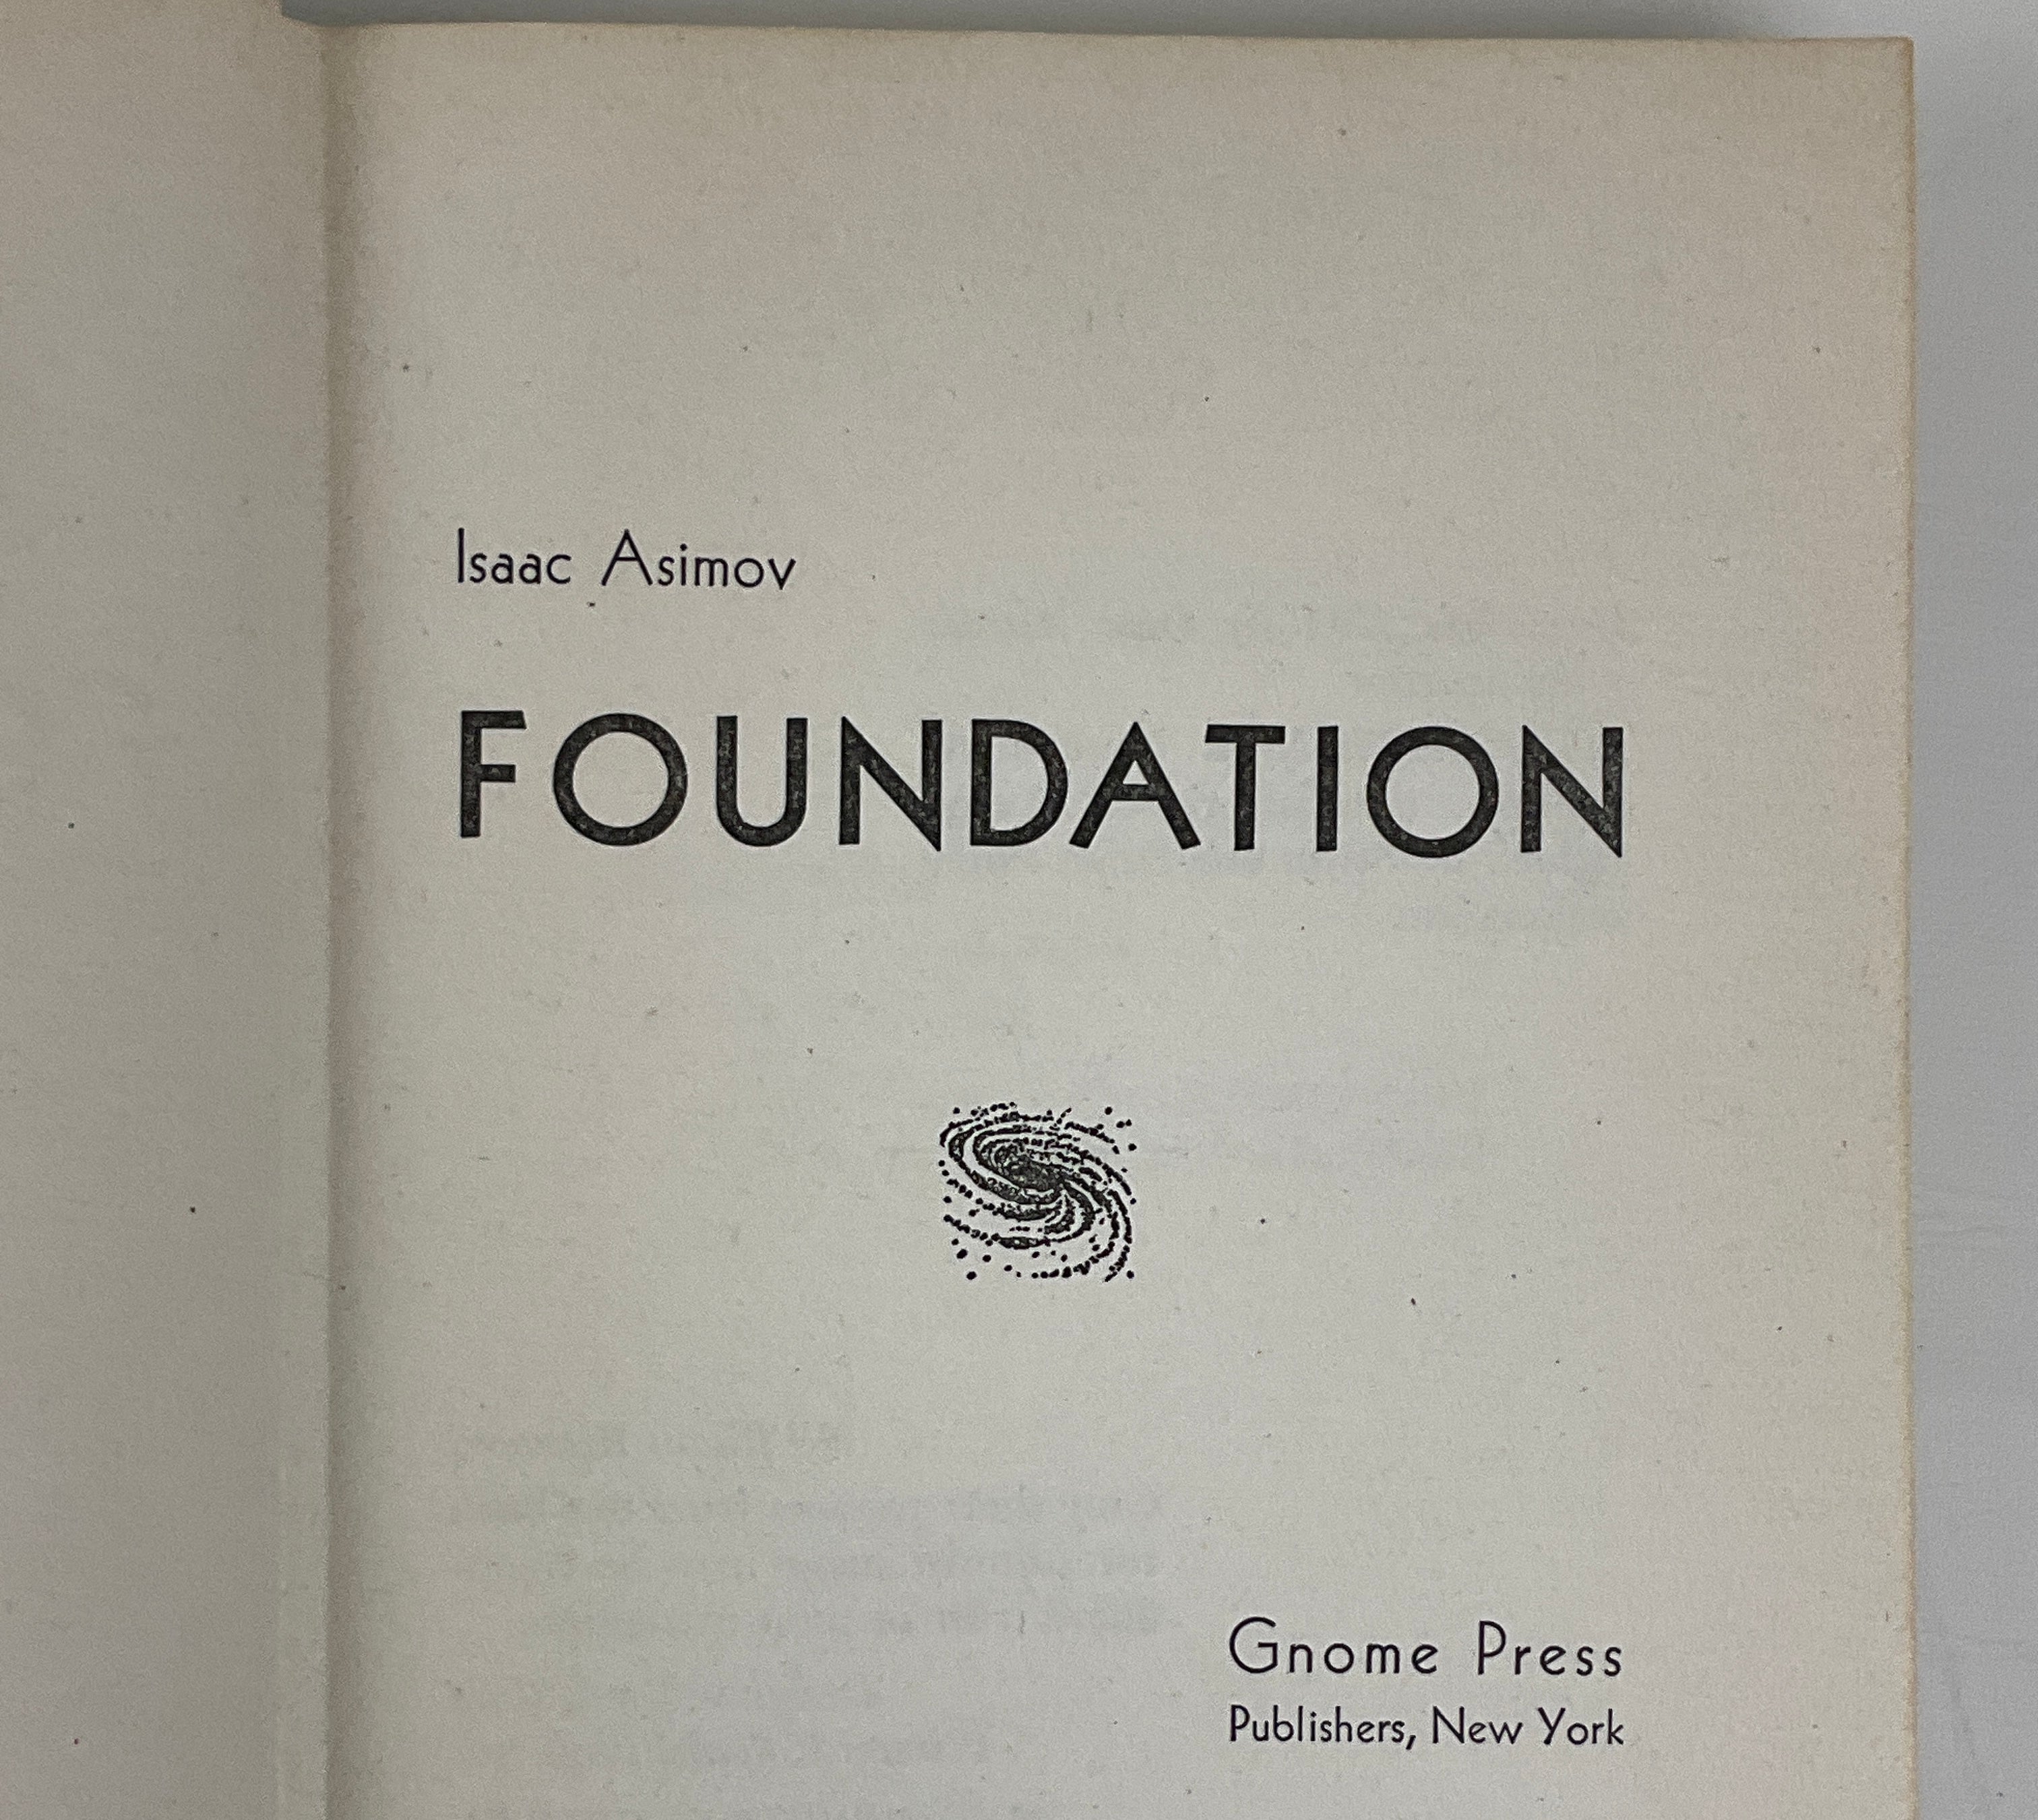 Isaac Asimov
FOUNDATION
Gnome Press
Publishers, New York